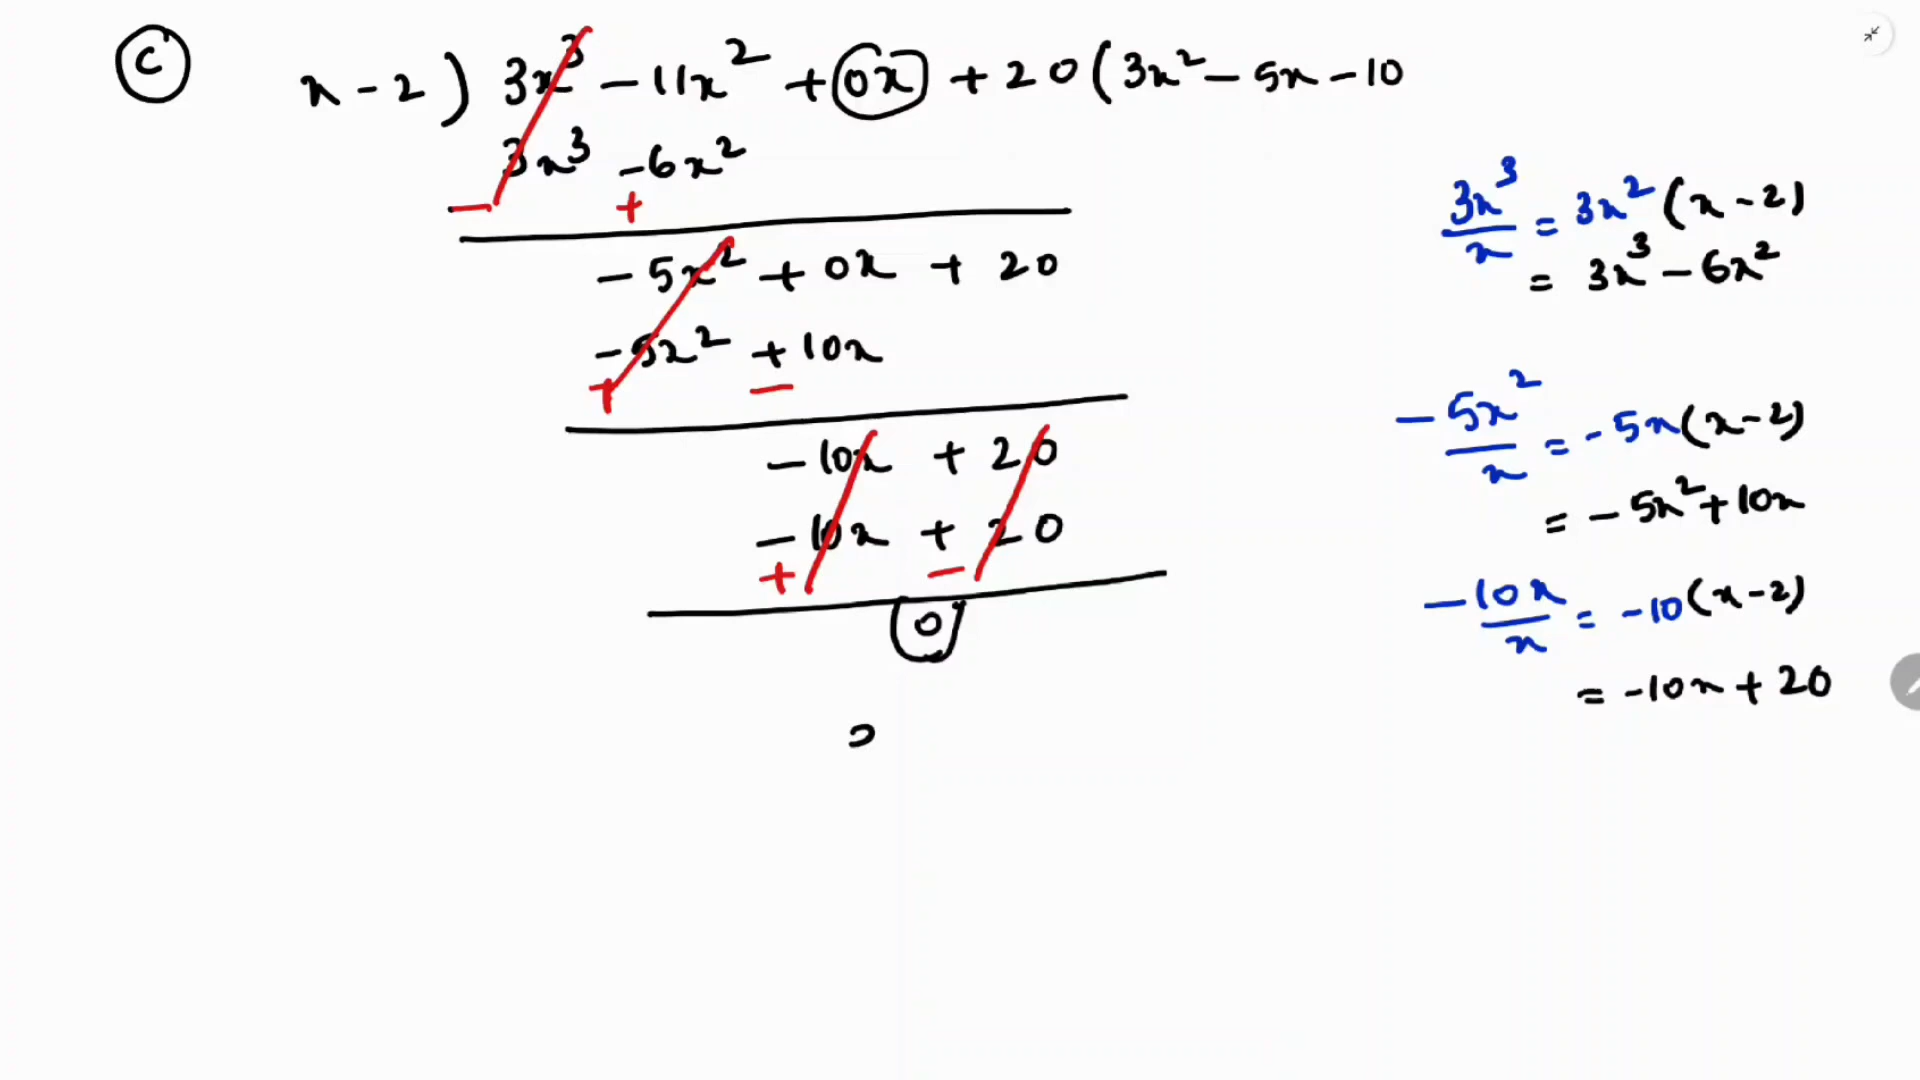 C
x - 2 ) 3x³ - 11x² + 0x + 20 ( 3x² - 5x - 10
3x³ - 6x²
- +
- 5x² + 0x + 20
- 5x² + 10x
+ -
- 10x + 20
- 10x + 20
+ -
0
3x³/x = 3x² (x - 2)
= 3x³ - 6x²
- 5x²/x = - 5x (x - 2)
= - 5x² + 10x
- 10x/x = - 10 (x - 2)
= - 10x + 20